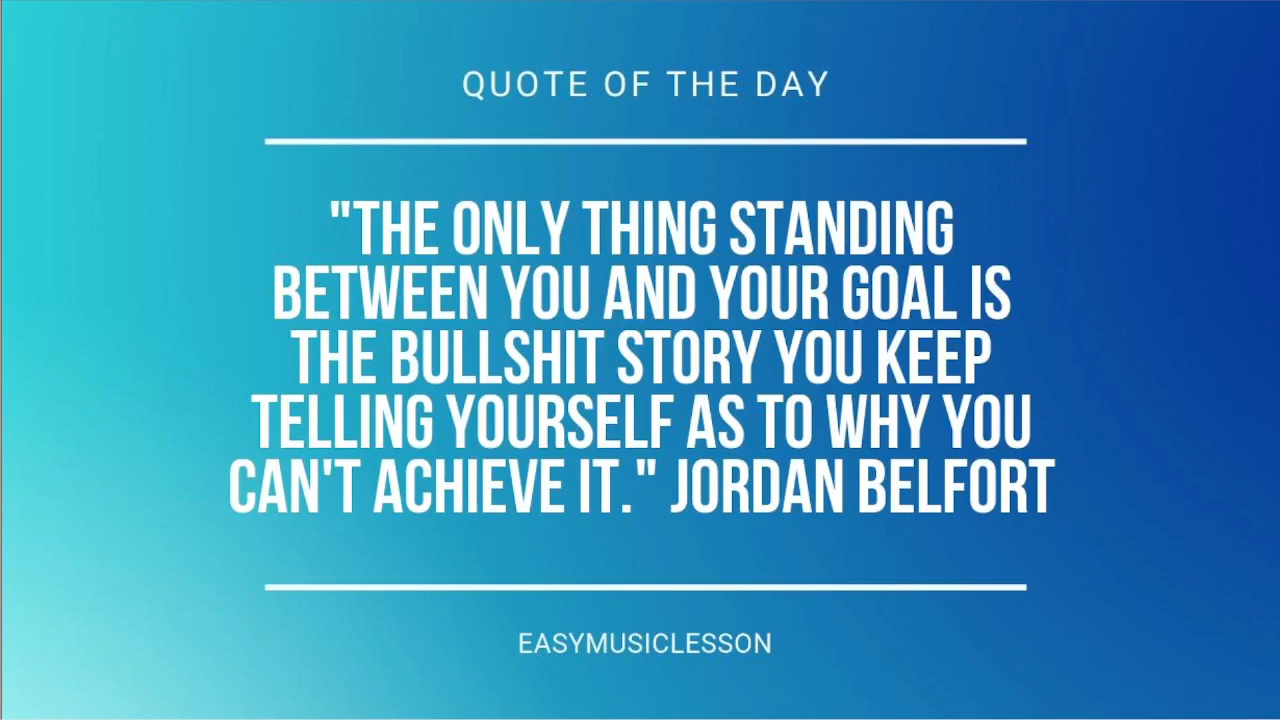 QUOTE OF THE DAY
"THE ONLY THING STANDING
BETWEEN YOU AND YOUR GOAL IS
THE BULLSHIT STORY YOU KEEP
TELLING YOURSELF AS TO WHY YOU
CAN'T ACHIEVE IT." JORDAN BELFORT
EASYMUSICLESSON